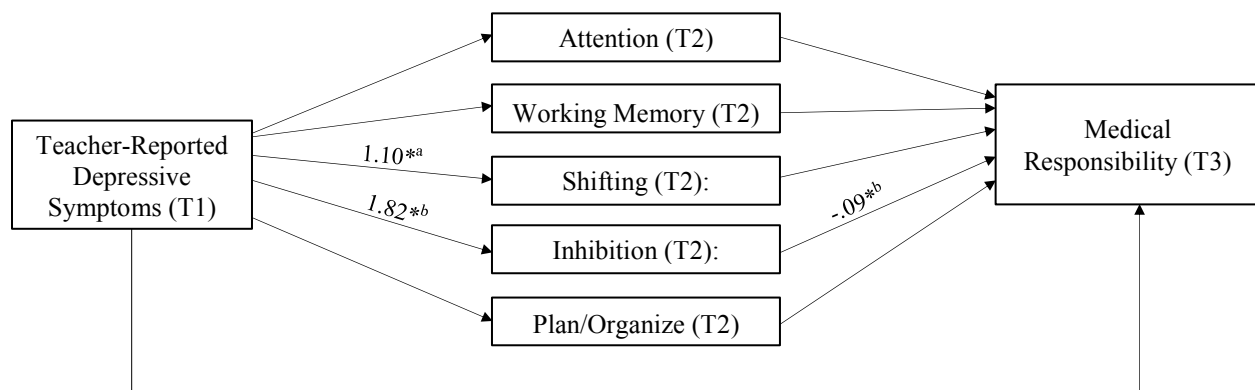 Attention (T2)
Working Memory (T2)
Teacher-Reported
Depressive
Symptoms (T1)
1.10*ᵃ
Shifting (T2):
1.82*ᵇ
Inhibition (T2):
-.09*ᵇ
Plan/Organize (T2)
Medical
Responsibility (T3)